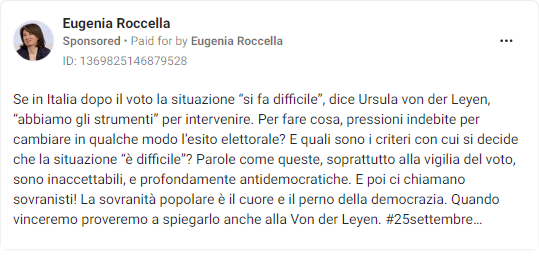 Eugenia Roccella
Sponsored • Paid for by Eugenia Roccella
ID: 1369825146879528
Se in Italia dopo il voto la situazione “si fa difficile”, dice Ursula von der Leyen,
“abbiamo gli strumenti” per intervenire. Per fare cosa, pressioni indebite per
cambiare in qualche modo l’esito elettorale? E quali sono i criteri con cui si decide
che la situazione “è difficile”? Parole come queste, soprattutto alla vigilia del voto,
sono inaccettabili, e profondamente antidemocratiche. E poi ci chiamano
sovranisti! La sovranità popolare è il cuore e il perno della democrazia. Quando
vinceremo proveremo a spiegarlo anche alla Von der Leyen. #25settembre...